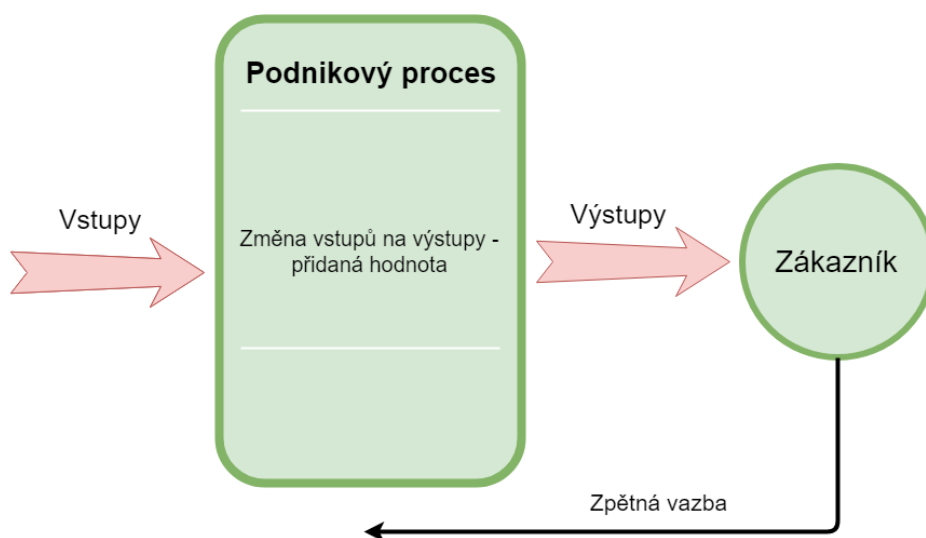 Podnikový proces
Vstupy
Změna vstupů na výstupy -
přidaná hodnota
Výstupy
Zákazník
Zpětná vazba